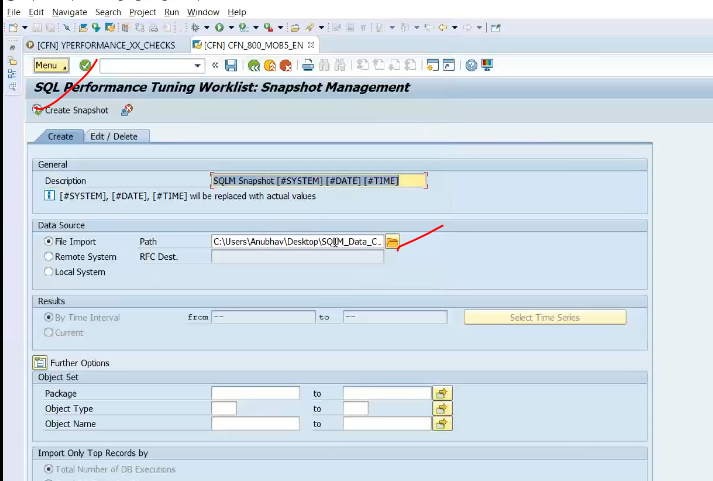 File Edit Navigate Search Project Run Window Help
[CFN] YPERFORMANCE_XX_CHECKS [CFN] CFN_800_MOB5_EN
Menu
SQL Performance Tuning Worklist: Snapshot Management
Create Snapshot
Create Edit / Delete
General
Description SQLM Snapshot [#SYSTEM] [#DATE] [#TIME]
[#SYSTEM], [#DATE], [#TIME] will be replaced with actual values
Data Source
File Import Path C:\Users\Anubhav\Desktop\SQLM_Data_C..
Remote System RFC Dest.
Local System
Results
By Time Interval from -- to -- Select Time Series
Current
Further Options
Object Set
Package to
Object Type to
Object Name to
Import Only Top Records by
Total Number of DB Executions